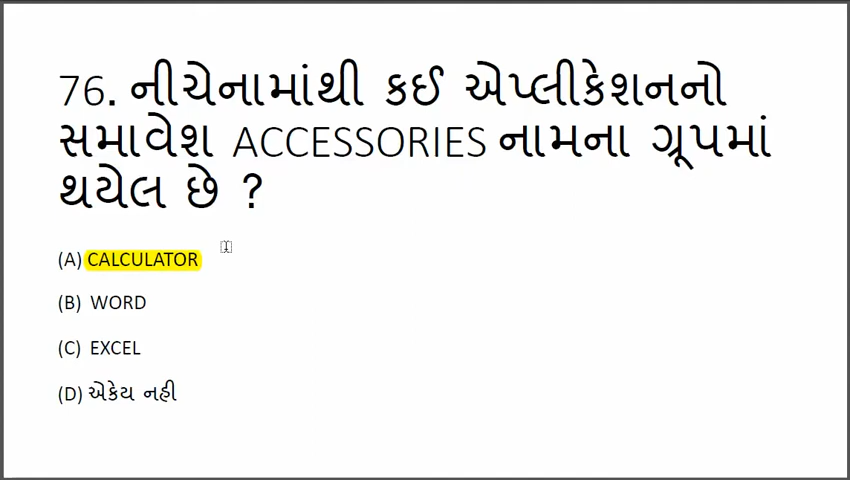 76. નીચેનામાંથી કઈ એપ્લીકેશનનો
સમાવેશ ACCESSORIES નામના ગ્રૂપમાં
થયેલ છે ?
(A) CALCULATOR
(B) WORD
(C) EXCEL
(D) એકેય નહી